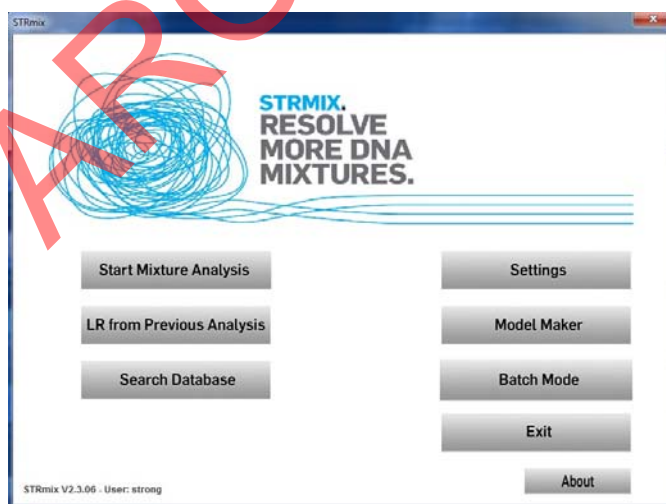 STRmix
STRMIX.
RESOLVE
MORE DNA
MIXTURES.
Start Mixture Analysis
Settings
LR from Previous Analysis
Model Maker
Search Database
Batch Mode
Exit
About
STRmix V2.3.06 - User: strong
ARC